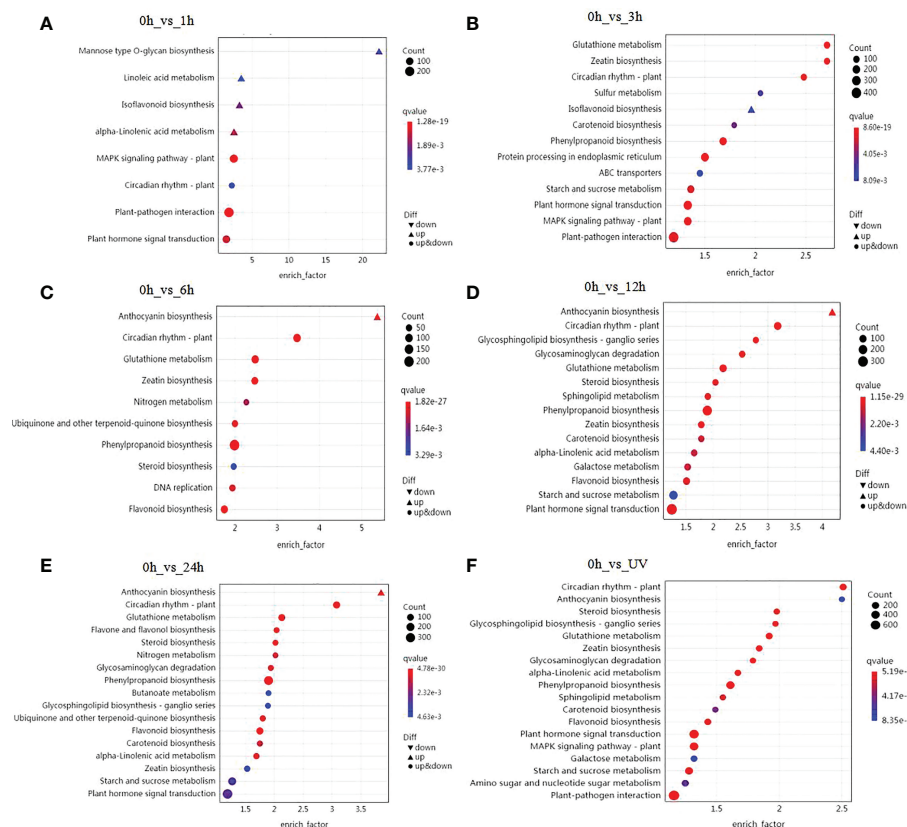 A
0h_vs_1h
Mannose type O-glycan biosynthesis
Linoleic acid metabolism
Isoflavonoid biosynthesis
alpha-Linolenic acid metabolism
MAPK signaling pathway - plant
Circadian rhythm - plant
Plant-pathogen interaction
Plant hormone signal transduction
5 10 15 20
enrich_factor
Count
100
200
qvalue
1.28e-19
1.89e-3
3.77e-3
Diff
down
up
up&down
B
0h_vs_3h
Glutathione metabolism
Zeatin biosynthesis
Circadian rhythm - plant
Sulfur metabolism
Isoflavonoid biosynthesis
Carotenoid biosynthesis
Phenylpropanoid biosynthesis
Protein processing in endoplasmic reticulum
ABC transporters
Starch and sucrose metabolism
Plant hormone signal transduction
MAPK signaling pathway - plant
Plant-pathogen interaction
1.5 2 2.5
enrich_factor
Count
100
200
300
400
qvalue
8.60e-19
4.05e-3
8.09e-3
Diff
down
up
up&down
C
0h_vs_6h
Anthocyanin biosynthesis
Circadian rhythm - plant
Glutathione metabolism
Zeatin biosynthesis
Nitrogen metabolism
Ubiquinone and other terpenoid-quinone biosynthesis
Phenylpropanoid biosynthesis
Steroid biosynthesis
DNA replication
Flavonoid biosynthesis
2 3 4 5
enrich_factor
Count
50
100
150
200
qvalue
1.82e-27
1.64e-3
3.29e-3
Diff
down
up
up&down
D
0h_vs_12h
Anthocyanin biosynthesis
Circadian rhythm - plant
Glycosphingolipid biosynthesis - ganglio series
Glycosaminoglycan degradation
Glutathione metabolism
Steroid biosynthesis
Sphingolipid metabolism
Phenylpropanoid biosynthesis
Zeatin biosynthesis
Carotenoid biosynthesis
alpha-Linolenic acid metabolism
Galactose metabolism
Flavonoid biosynthesis
Starch and sucrose metabolism
Plant hormone signal transduction
1.5 2 2.5 3 3.5 4
enrich_factor
Count
100
200
300
qvalue
1.15e-29
2.20e-3
4.40e-3
Diff
down
up
up&down
E
0h_vs_24h
Anthocyanin biosynthesis
Circadian rhythm - plant
Glutathione metabolism
Flavone and flavonol biosynthesis
Steroid biosynthesis
Nitrogen metabolism
Glycosaminoglycan degradation
Phenylpropanoid biosynthesis
Butanoate metabolism
Glycosphingolipid biosynthesis - ganglio series
Ubiquinone and other terpenoid-quinone biosynthesis
Flavonoid biosynthesis
Carotenoid biosynthesis
alpha-Linolenic acid metabolism
Zeatin biosynthesis
Starch and sucrose metabolism
Plant hormone signal transduction
1.5 2 2.5 3 3.5
enrich_factor
Count
100
200
300
qvalue
4.78e-30
2.32e-3
4.63e-3
Diff
down
up
up&down
F
0h_vs_UV
Circadian rhythm - plant
Anthocyanin biosynthesis
Steroid biosynthesis
Glycosphingolipid biosynthesis - ganglio series
Glutathione metabolism
Zeatin biosynthesis
Glycosaminoglycan degradation
alpha-Linolenic acid metabolism
Phenylpropanoid biosynthesis
Sphingolipid metabolism
Carotenoid biosynthesis
Flavonoid biosynthesis
Plant hormone signal transduction
MAPK signaling pathway - plant
Galactose metabolism
Starch and sucrose metabolism
Amino sugar and nucleotide sugar metabolism
Plant-pathogen interaction
1.5 2 2.5
enrich_factor
Count
200
400
600
qvalue
5.19e-
4.17e-
8.35e-